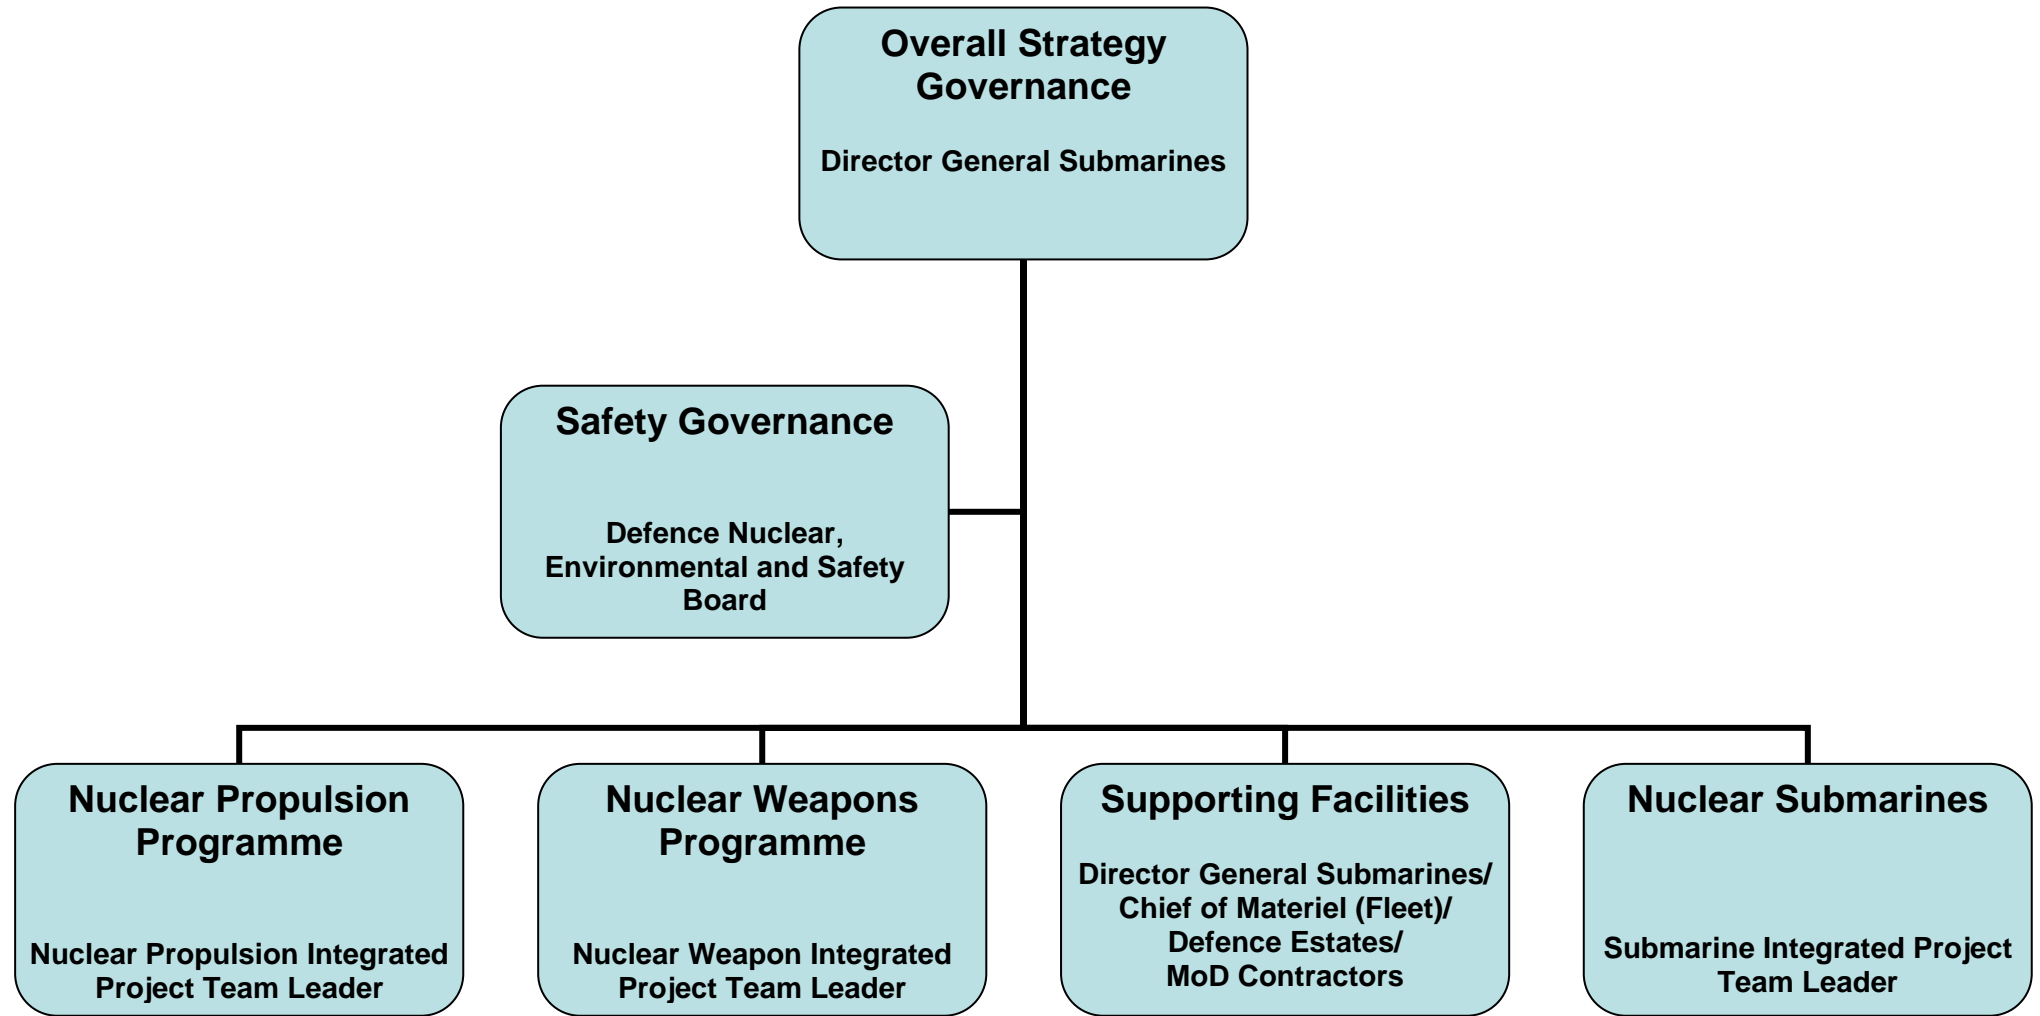 Overall Strategy
Governance
Director General Submarines
Safety Governance
Defence Nuclear,
Environmental and Safety
Board
Nuclear Propulsion
Programme
Nuclear Propulsion Integrated
Project Team Leader
Nuclear Weapons
Programme
Nuclear Weapon Integrated
Project Team Leader
Supporting Facilities
Director General Submarines/
Chief of Materiel (Fleet)/
Defence Estates/
MoD Contractors
Nuclear Submarines
Submarine Integrated Project
Team Leader